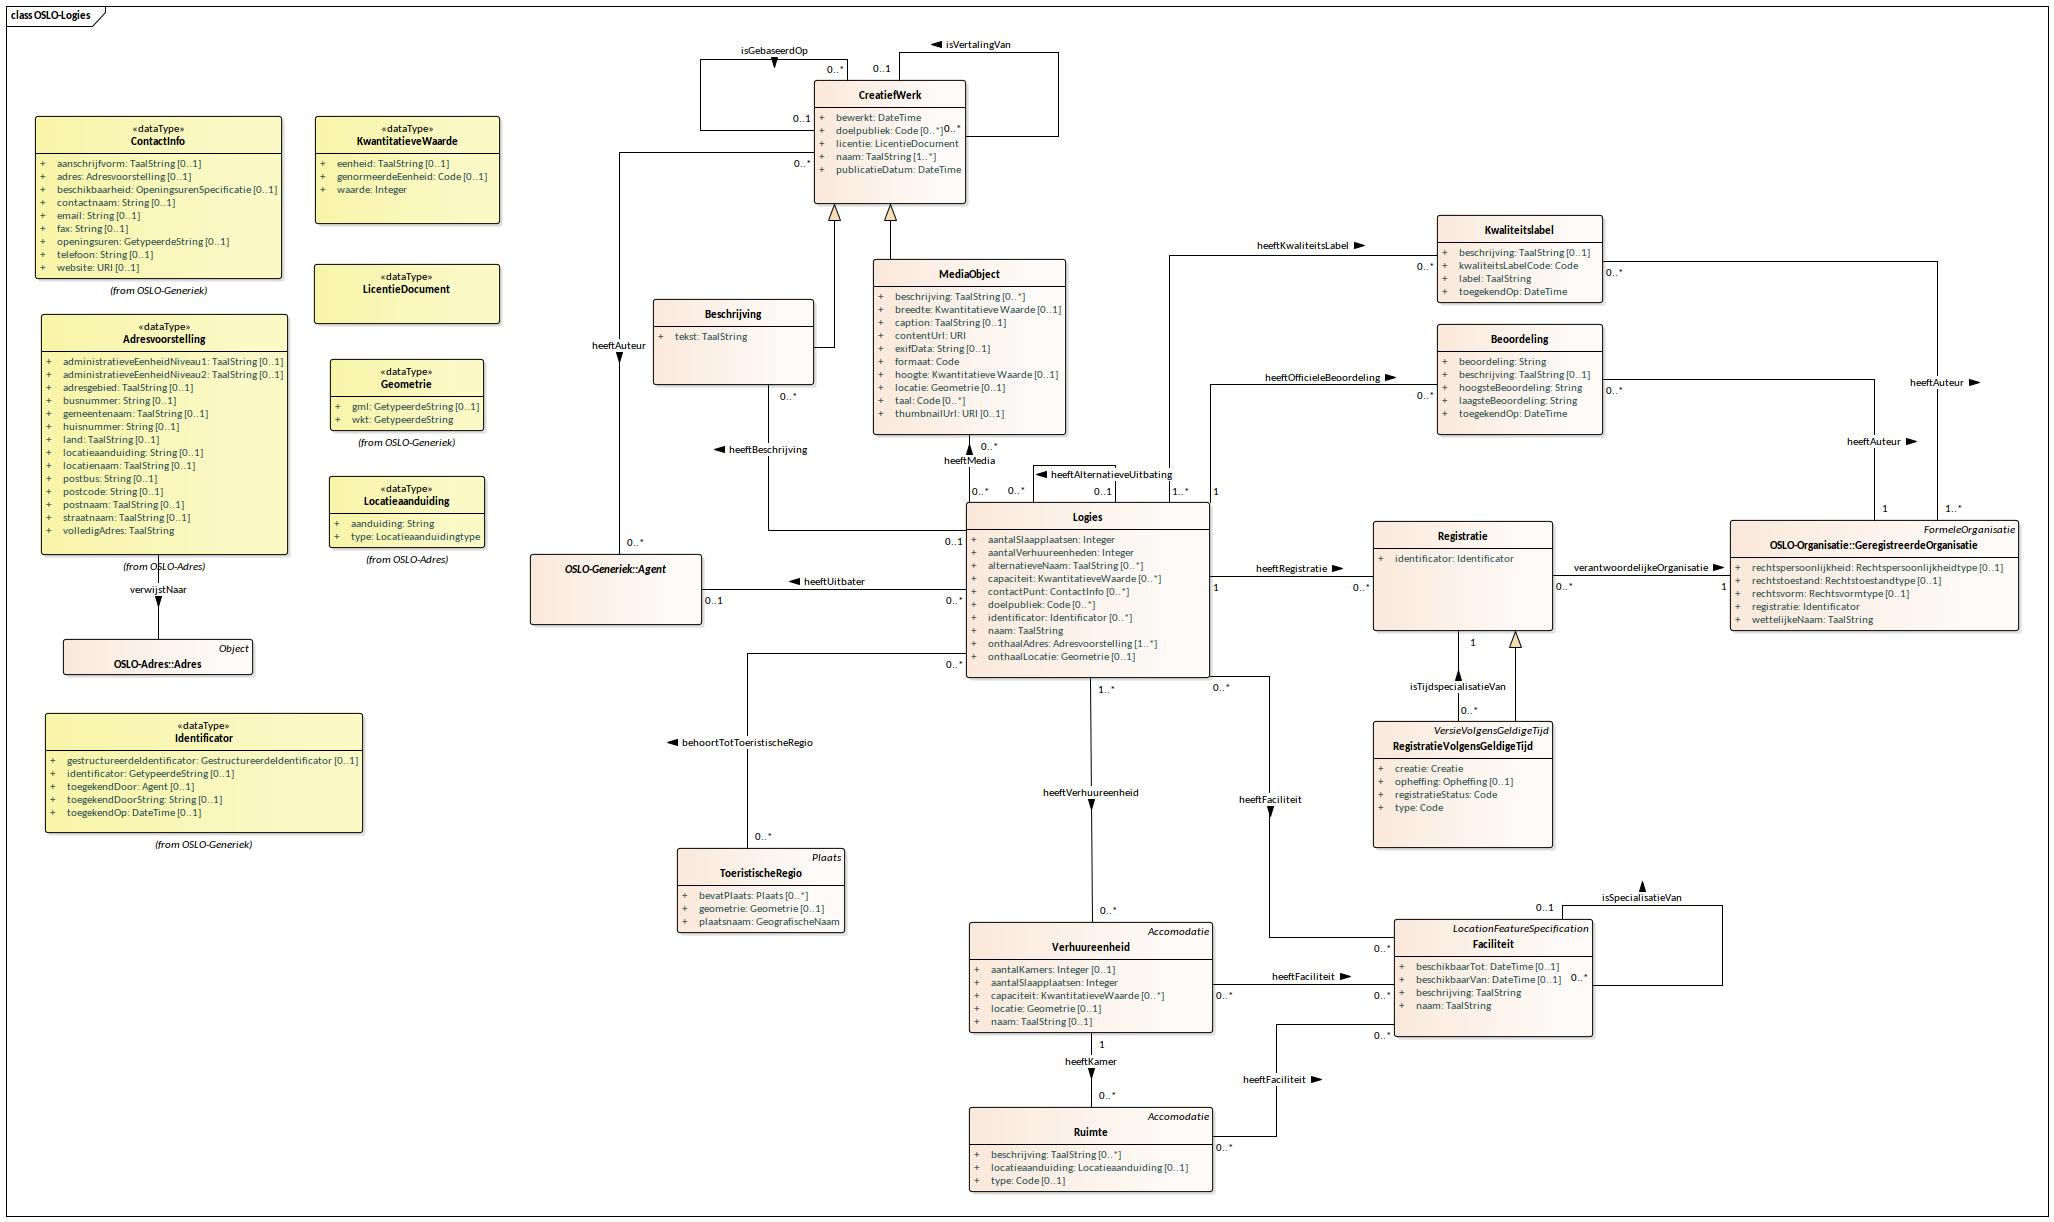 class OSLO-Logies
«dataType»
ContactInfo
+ aanschrijfvorm: TaalString [0..1]
+ adres: Adresvoorstelling [0..1]
+ beschikbaarheid: OpeningsurenSpecificatie [0..1]
+ contactnaam: String [0..1]
+ email: String [0..1]
+ fax: String [0..1]
+ openingsuren: GetypeerdeString [0..1]
+ telefoon: String [0..1]
+ website: URI [0..1]
(from OSLO-Generiek)
«dataType»
KwantitatieveWaarde
+ eenheid: TaalString [0..1]
+ genormeerdeEenheid: Code [0..1]
+ waarde: Integer
«dataType»
LicentieDocument
«dataType»
Adresvoorstelling
+ administratieveEenheidNiveau1: TaalString [0..1]
+ administratieveEenheidNiveau2: TaalString [0..1]
+ adresgebied: TaalString [0..1]
+ busnummer: String [0..1]
+ gemeentenaam: TaalString [0..1]
+ huisnummer: String [0..1]
+ land: TaalString [0..1]
+ locatieaanduiding: String [0..1]
+ locatienaam: TaalString [0..1]
+ postbus: String [0..1]
+ postcode: String [0..1]
+ postnaam: TaalString [0..1]
+ straatnaam: TaalString [0..1]
+ volledigAdres: TaalString
(from OSLO-Adres)
verwijstNaar
«dataType»
Geometrie
+ gml: GetypeerdeString [0..1]
+ wkt: GetypeerdeString
(from OSLO-Generiek)
«dataType»
Locatieaanduiding
+ aanduiding: String
+ type: Locatieaanduidingtype
(from OSLO-Adres)
Object
OSLO-Adres::Adres
«dataType»
Identificator
+ gestructureerdeIdentificator: GestructureerdeIdentificator [0..1]
+ identificator: GetypeerdeString [0..1]
+ toegekendDoor: Agent [0..1]
+ toegekendDoorString: String [0..1]
+ toegekendOp: DateTime [0..1]
(from OSLO-Generiek)
isGebaseerdOp
0..*
0..1
isVertalingVan
0..1
0..*
CreatiefWerk
+ bewerkt: DateTime
+ doelpubliek: Code [0..*]
+ licentie: LicentieDocument
+ naam: TaalString [1..*]
+ publicatieDatum: DateTime
0..*
heeftAuteur
0..*
Beschrijving
+ tekst: TaalString
0..*
heeftBeschrijving
0..1
MediaObject
+ beschrijving: TaalString [0..*]
+ breedte: Kwantitatieve Waarde [0..1]
+ caption: TaalString [0..1]
+ contentUrl: URI
+ exifData: String [0..1]
+ formaat: Code
+ hoogte: Kwantitatieve Waarde [0..1]
+ locatie: Geometrie [0..1]
+ taal: Code [0..*]
+ thumbnailUrl: URI [0..1]
0..*
heeftMedia
0..*
heeftAlternatieveUitbating
0..*
0..1
heeftKwaliteitsLabel
1..*
0..*
heeftOfficieleBeoordeling
1
0..*
Kwaliteitslabel
+ beschrijving: TaalString [0..1]
+ kwaliteitsLabelCode: Code
+ label: TaalString
+ toegekendOp: DateTime
0..*
heeftAuteur
1..*
Beoordeling
+ beoordeling: String
+ beschrijving: TaalString [0..1]
+ hoogsteBeoordeling: String
+ laagsteBeoordeling: String
+ toegekendOp: DateTime
0..*
heeftAuteur
1
OSLO-Generiek::Agent
0..1
heeftUitbater
0..*
Logies
+ aantalSlaapplaatsen: Integer
+ aantalVerhuureenheden: Integer
+ alternatieveNaam: TaalString [0..*]
+ capaciteit: KwantitatieveWaarde [0..*]
+ contactPunt: ContactInfo [0..*]
+ doelpubliek: Code [0..*]
+ identificator: Identificator [0..*]
+ naam: TaalString
+ onthaalAdres: Adresvoorstelling [1..*]
+ onthaalLocatie: Geometrie [0..1]
heeftRegistratie
1
0..*
Registratie
+ identificator: Identificator
verantwoordelijkeOrganisatie
0..*
1
FormeleOrganisatie
OSLO-Organisatie::GeregistreerdeOrganisatie
+ rechtspersoonlijkheid: Rechtspersoonlijkheidtype [0..1]
+ rechtstoestand: Rechtstoestandtype [0..1]
+ rechtsvorm: Rechtsvormtype [0..1]
+ registratie: Identificator
+ wettelijkeNaam: TaalString
1
isTijdspecialisatieVan
0..*
VersieVolgensGeldigeTijd
RegistratieVolgensGeldigeTijd
+ creatie: Creatie
+ opheffing: Opheffing [0..1]
+ registratieStatus: Code
+ type: Code
0..*
behoortTotToeristischeRegio
0..*
Plaats
ToeristischeRegio
+ bevatPlaats: Plaats [0..*]
+ geometrie: Geometrie [0..1]
+ plaatsnaam: GeografischeNaam
1..*
heeftVerhuureenheid
0..*
0..*
heeftFaciliteit
0..*
Accomodatie
Verhuureenheid
+ aantalKamers: Integer [0..1]
+ aantalSlaapplaatsen: Integer
+ capaciteit: KwantitatieveWaarde [0..*]
+ locatie: Geometrie [0..1]
+ naam: TaalString [0..1]
heeftFaciliteit
0..*
0..*
isSpecialisatieVan
0..1
0..*
LocationFeatureSpecification
Faciliteit
+ beschikbaarTot: DateTime [0..1]
+ beschikbaarVan: DateTime [0..1]
+ beschrijving: TaalString
+ naam: TaalString
1
heeftKamer
0..*
heeftFaciliteit
0..*
0..*
Accomodatie
Ruimte
+ beschrijving: TaalString [0..*]
+ locatieaanduiding: Locatieaanduiding [0..1]
+ type: Code [0..1]